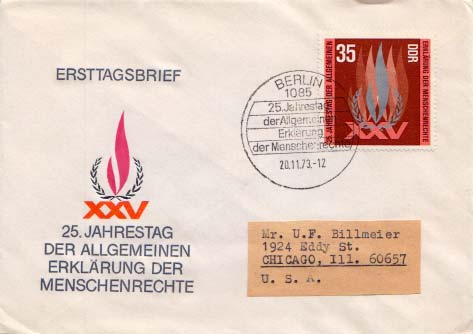 ERSTTAGSBRIEF
XXV
25. JAHRESTAG
DER ALLGEMEINEN
ERKLÄRUNG DER
MENSCHENRECHTE
BERLIN
1085
25. Jahrestag
der Allgemeinen
Erklärung
der Menschenrechte
20.11.73.-12
35
DDR
25. JAHRESTAG DER ALLGEMEINEN
ERKLÄRUNG DER MENSCHENRECHTE
XXV
Mr. U.F. Billmeier
1924 Eddy St.
CHICAGO, Ill. 60657
U. S. A.